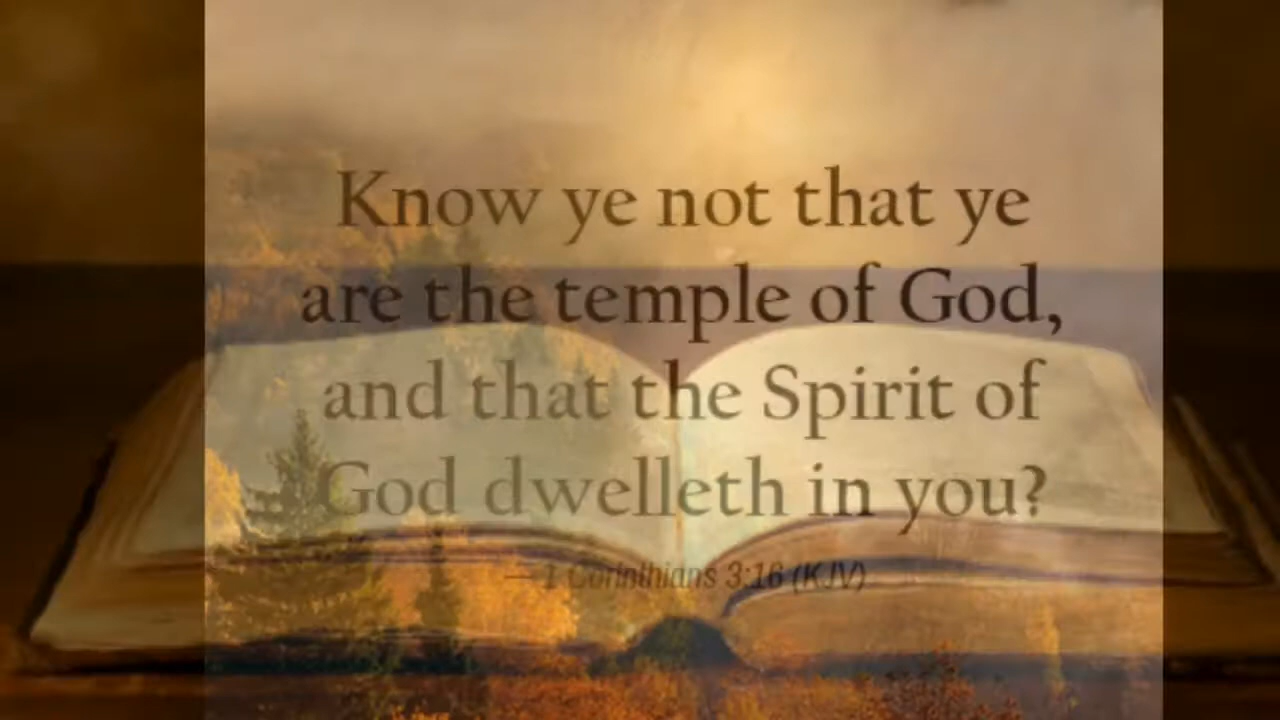 Know ye not that ye
are the temple of God,
and that the Spirit of
God dwelleth in you?
— 1 Corinthians 3:16 (KJV)